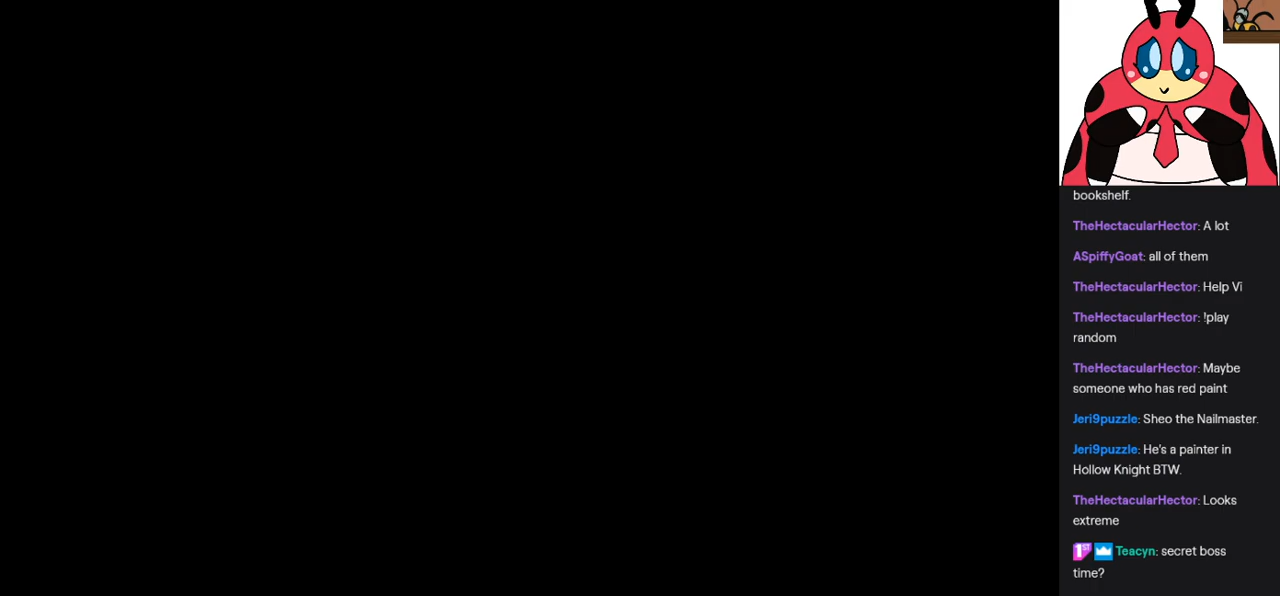 bookshelf.
TheHectacularHector: A lot
ASpiffyGoat: all of them
TheHectacularHector: Help Vi
TheHectacularHector: !play
random
TheHectacularHector: Maybe
someone who has red paint
Jeri9puzzle: Sheo the Nailmaster.
Jeri9puzzle: He's a painter in
Hollow Knight BTW.
TheHectacularHector: Looks
extreme
1ST Teacyn: secret boss
time?